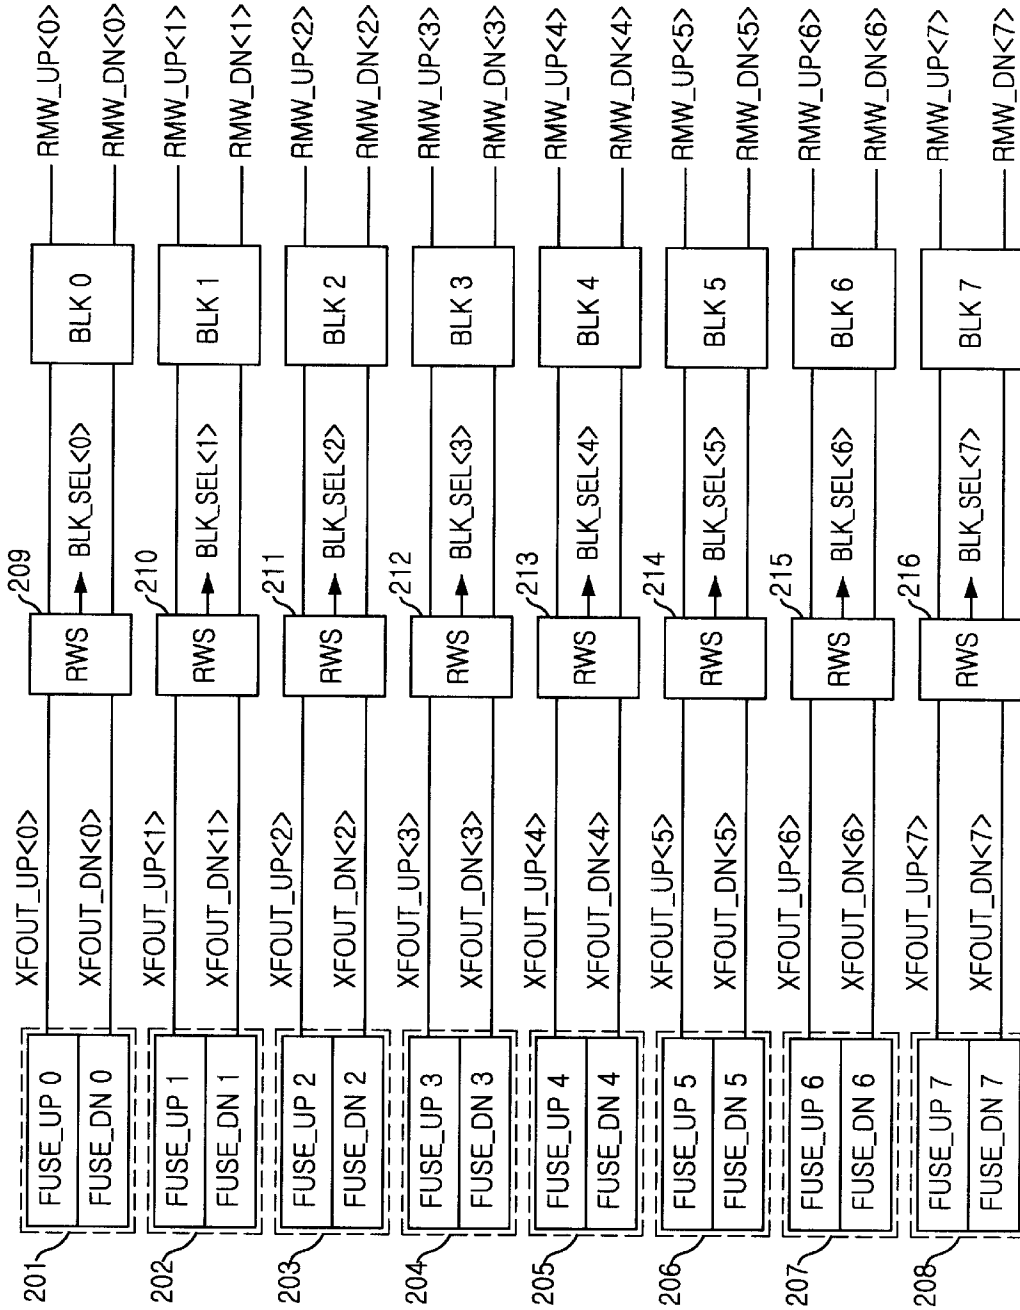 201
FUSE_UP 0
FUSE_DN 0
XFOUT_UP<0>
XFOUT_DN<0>
209
RWS
BLK_SEL<0>
BLK 0
RMW_UP<0>
RMW_DN<0>
202
FUSE_UP 1
FUSE_DN 1
XFOUT_UP<1>
XFOUT_DN<1>
210
RWS
BLK_SEL<1>
BLK 1
RMW_UP<1>
RMW_DN<1>
203
FUSE_UP 2
FUSE_DN 2
XFOUT_UP<2>
XFOUT_DN<2>
211
RWS
BLK_SEL<2>
BLK 2
RMW_UP<2>
RMW_DN<2>
204
FUSE_UP 3
FUSE_DN 3
XFOUT_UP<3>
XFOUT_DN<3>
212
RWS
BLK_SEL<3>
BLK 3
RMW_UP<3>
RMW_DN<3>
205
FUSE_UP 4
FUSE_DN 4
XFOUT_UP<4>
XFOUT_DN<4>
213
RWS
BLK_SEL<4>
BLK 4
RMW_UP<4>
RMW_DN<4>
206
FUSE_UP 5
FUSE_DN 5
XFOUT_UP<5>
XFOUT_DN<5>
214
RWS
BLK_SEL<5>
BLK 5
RMW_UP<5>
RMW_DN<5>
207
FUSE_UP 6
FUSE_DN 6
XFOUT_UP<6>
XFOUT_DN<6>
215
RWS
BLK_SEL<6>
BLK 6
RMW_UP<6>
RMW_DN<6>
208
FUSE_UP 7
FUSE_DN 7
XFOUT_UP<7>
XFOUT_DN<7>
216
RWS
BLK_SEL<7>
BLK 7
RMW_UP<7>
RMW_DN<7>